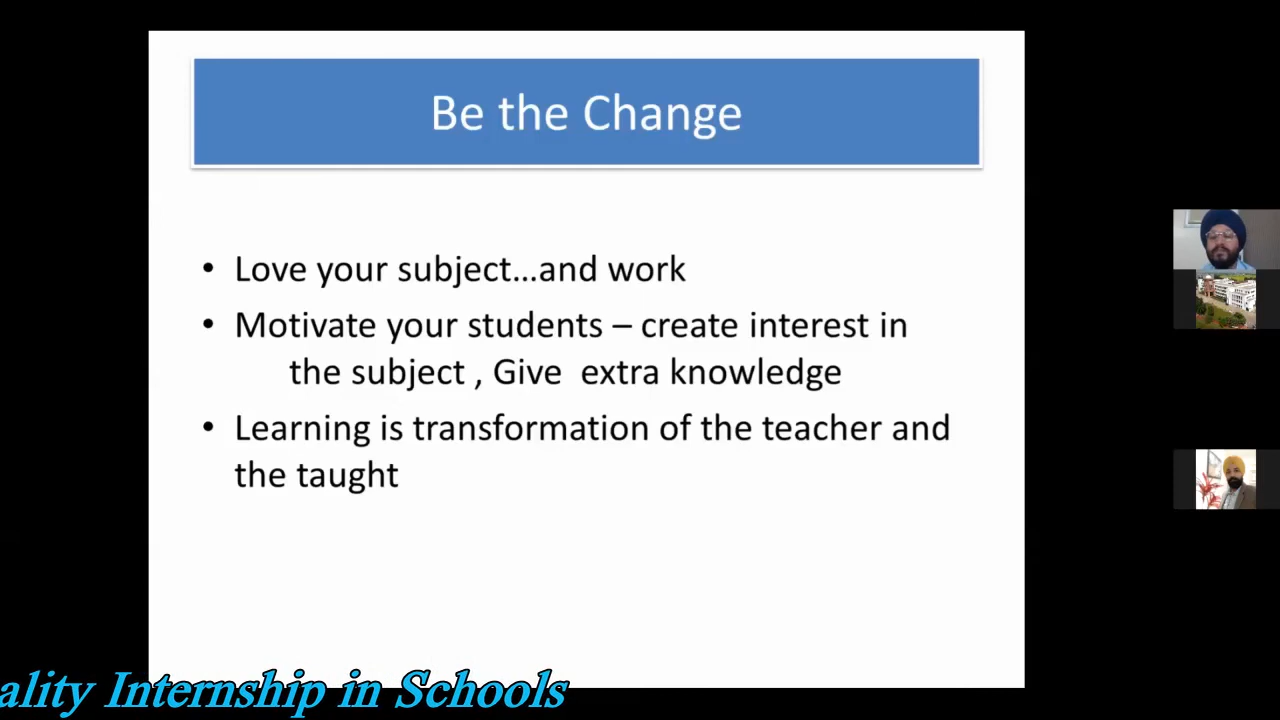 Be the Change
• Love your subject...and work
• Motivate your students – create interest in
the subject , Give  extra knowledge
• Learning is transformation of the teacher and
the taught
ality Internship in Schools